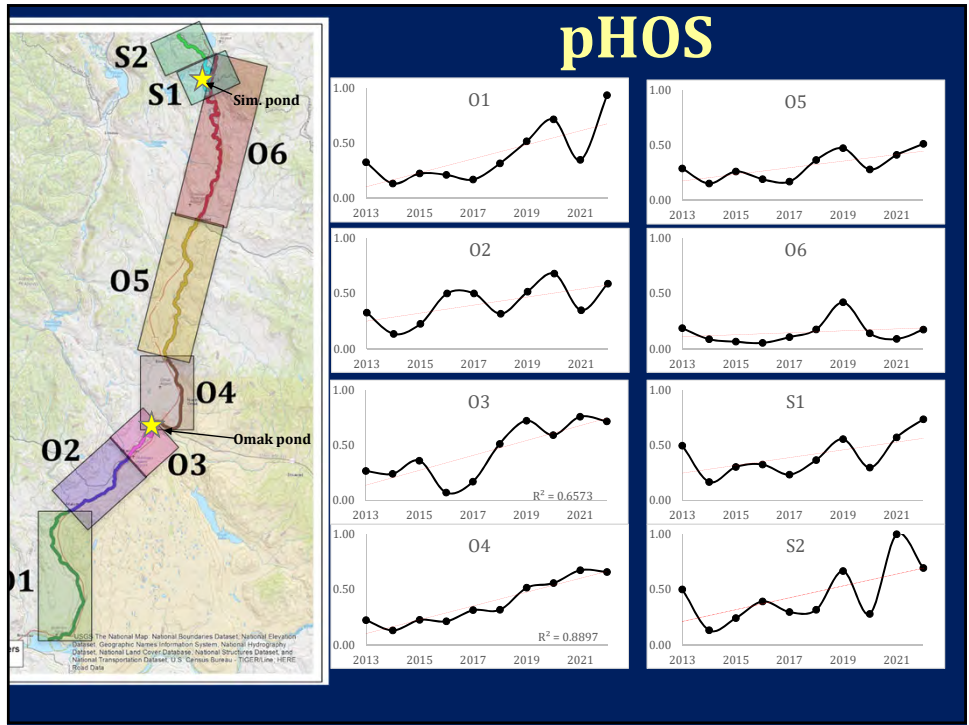 pHOS
S2
S1
Sim. pond
O6
O5
O4
Omak pond
O2
O3
O1
ers
USGS The National Map: National Boundaries Dataset, National Elevation
Dataset, Geographic Names Information System, National Hydrography
Dataset, National Land Cover Database, National Structures Dataset, and
National Transportation Dataset; U.S. Census Bureau - TIGER/Line; HERE
Road Data
O1
1.00
0.50
0.00
2013 2015 2017 2019 2021
O5
1.00
0.50
0.00
2013 2015 2017 2019 2021
O2
1.00
0.50
0.00
2013 2015 2017 2019 2021
O6
1.00
0.50
0.00
2013 2015 2017 2019 2021
O3
1.00
0.50
0.00
R² = 0.6573
2013 2015 2017 2019 2021
S1
1.00
0.50
0.00
2013 2015 2017 2019 2021
O4
1.00
0.50
0.00
R² = 0.8897
2013 2015 2017 2019 2021
S2
1.00
0.50
0.00
2013 2015 2017 2019 2021